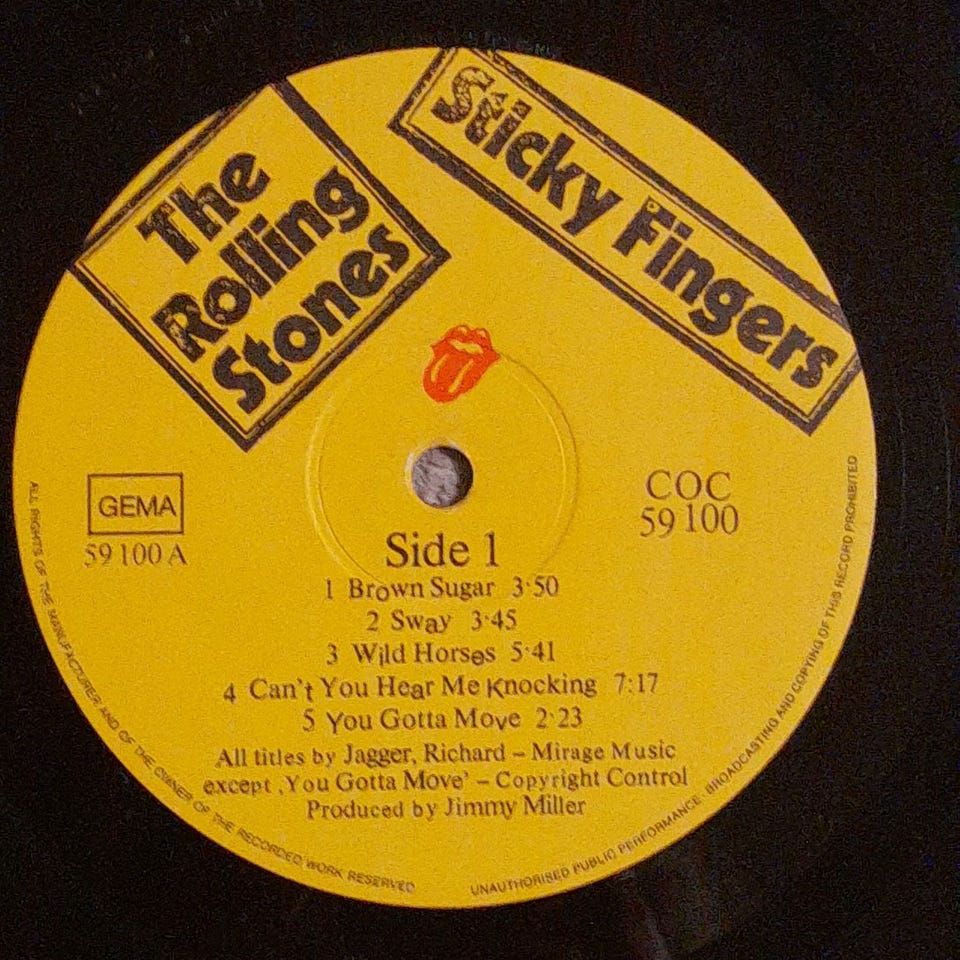 The
Rolling
Stones
Sticky Fingers
GEMA
59 100 A
COC
59 100
Side 1
1 Brown Sugar 3·50
2 Sway 3·45
3 Wild Horses 5·41
4 Can't You Hear Me Knocking 7:17
5 You Gotta Move 2·23
All titles by Jagger, Richard – Mirage Music
except ‚You Gotta Move' – Copyright Control
Produced by Jimmy Miller
ALL RIGHTS OF THE MANUFACTURER AND OF THE OWNER OF THE RECORDED WORK RESERVED
UNAUTHORISED PUBLIC PERFORMANCE · BROADCASTING AND COPYING OF THIS RECORD PROHIBITED